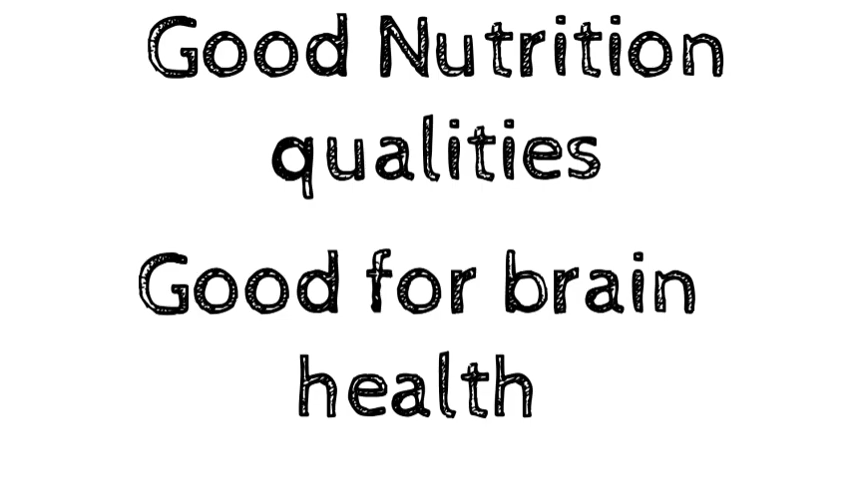 Good Nutrition
qualities
Good for brain
health